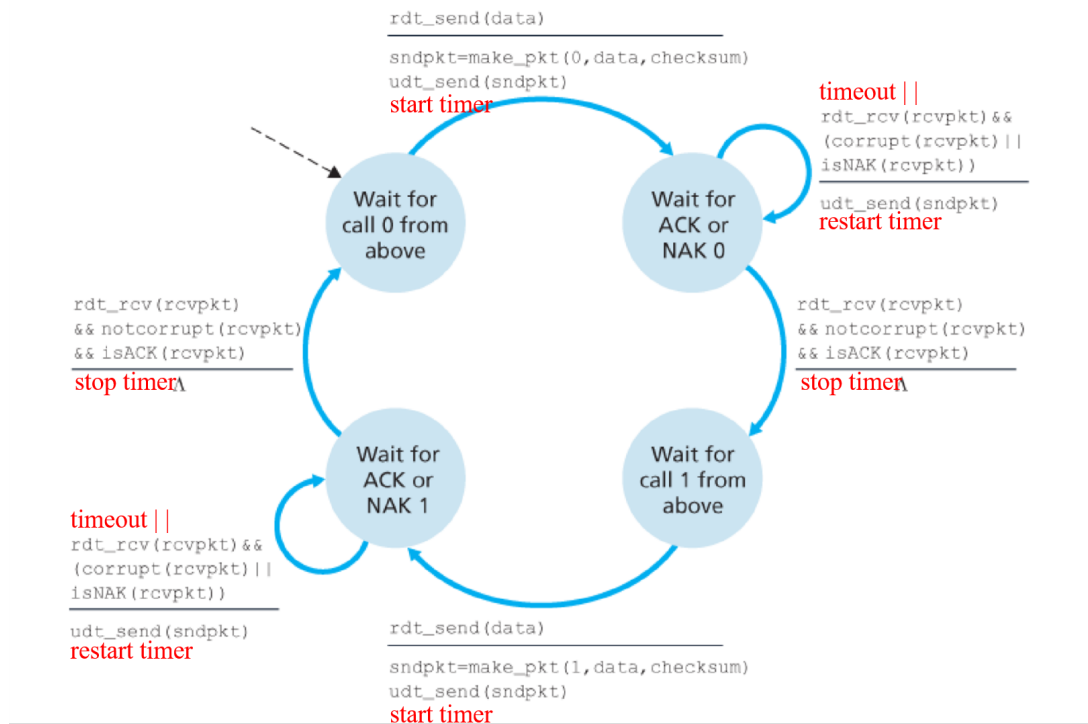 rdt_send(data)
sndpkt=make_pkt(0,data,checksum)
udt_send(sndpkt)
start timer
timeout ||
rdt_rcv(rcvpkt)&&
(corrupt(rcvpkt)||
isNAK(rcvpkt))
udt_send(sndpkt)
restart timer
Wait for
call 0 from
above
Wait for
ACK or
NAK 0
rdt_rcv(rcvpkt)
&& notcorrupt(rcvpkt)
&& isACK(rcvpkt)
stop timer Λ
rdt_rcv(rcvpkt)
&& notcorrupt(rcvpkt)
&& isACK(rcvpkt)
stop timer Λ
Wait for
ACK or
NAK 1
Wait for
call 1 from
above
timeout ||
rdt_rcv(rcvpkt)&&
(corrupt(rcvpkt)||
isNAK(rcvpkt))
udt_send(sndpkt)
restart timer
rdt_send(data)
sndpkt=make_pkt(1,data,checksum)
udt_send(sndpkt)
start timer